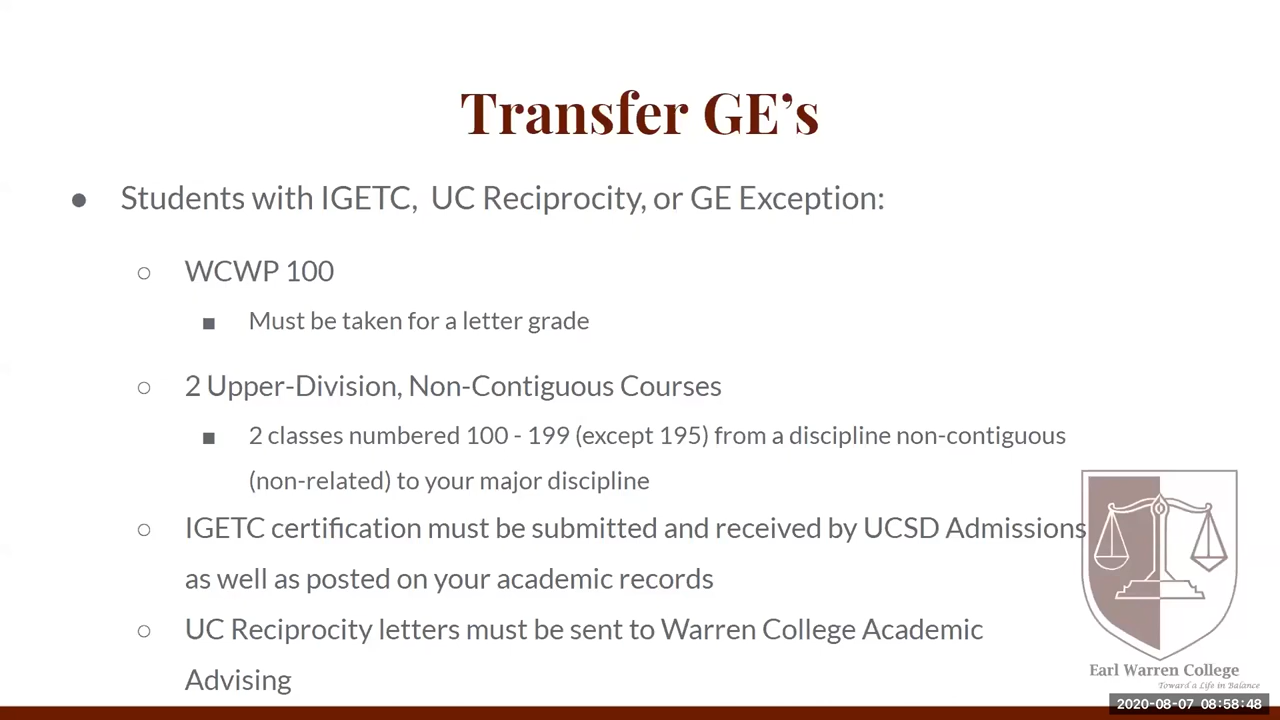 Transfer GE’s
● Students with IGETC,  UC Reciprocity, or GE Exception:
○ WCWP 100
■ Must be taken for a letter grade
○ 2 Upper-Division, Non-Contiguous Courses
■ 2 classes numbered 100 - 199 (except 195) from a discipline non-contiguous
(non-related) to your major discipline
○ IGETC certification must be submitted and received by UCSD Admissions
as well as posted on your academic records
○ UC Reciprocity letters must be sent to Warren College Academic
Advising
Earl Warren College
Toward a Life in Balance
2020-08-07 08:58:48